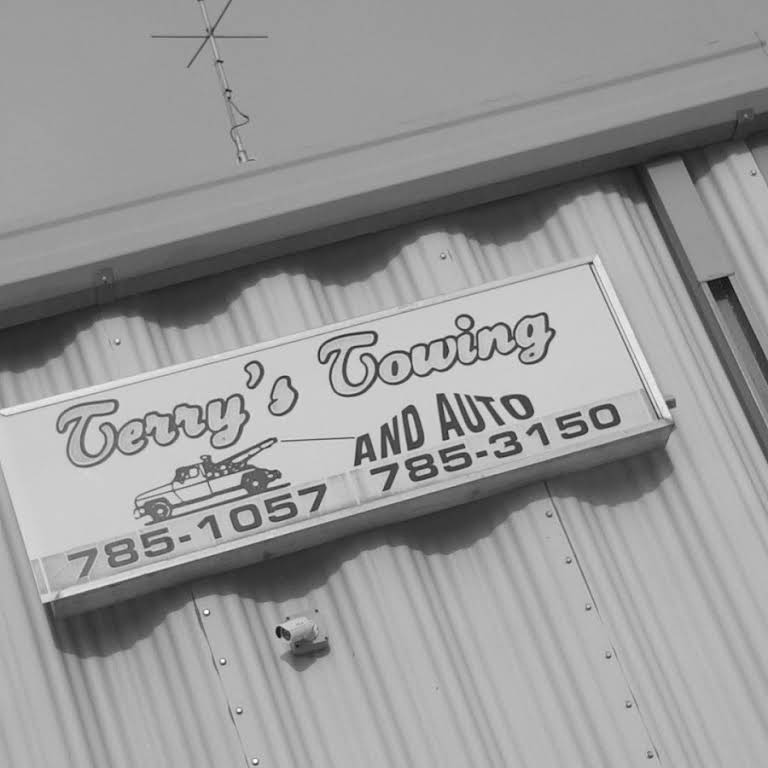 Terry's Towing
AND AUTO
785-1057 785-3150